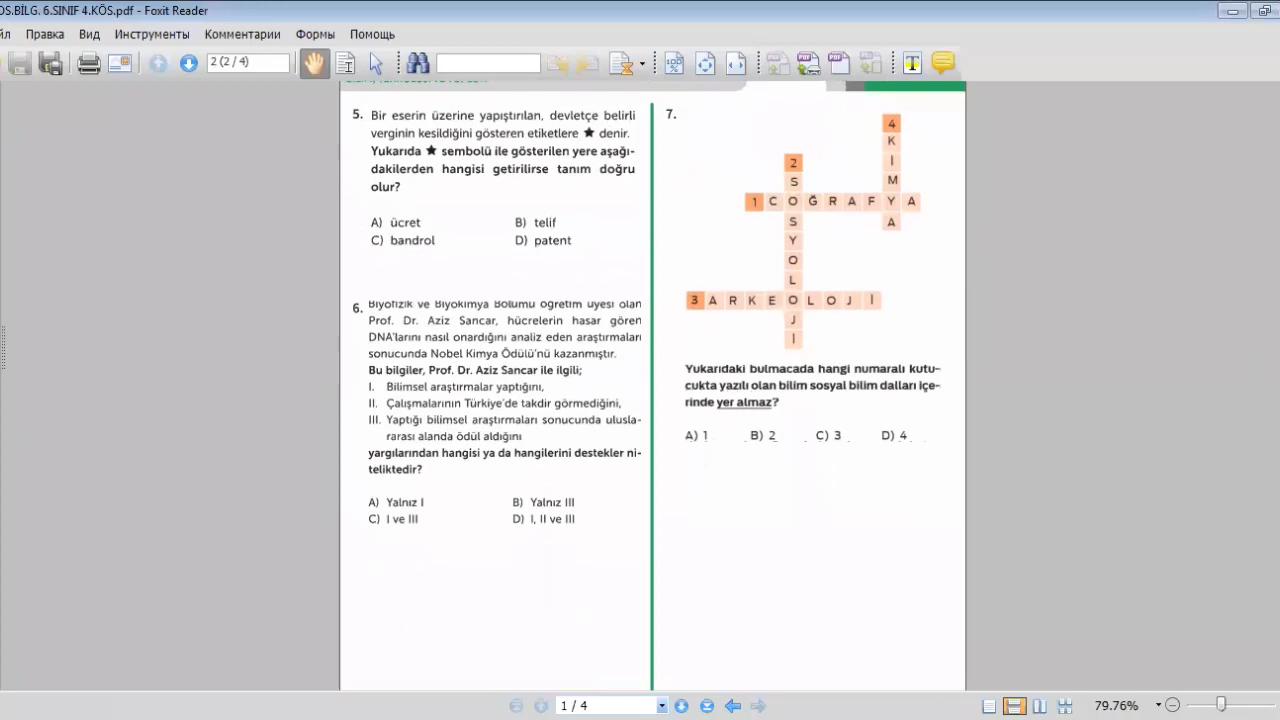 OS.BİLG. 6.SINIF 4.KÖS.pdf - Foxit Reader
йл Правка Вид Инструменты Комментарии Формы Помощь
2 (2 / 4)
5. Bir eserin üzerine yapıştırılan, devletçe belirli
verginin kesildiğini gösteren etiketlere ★ denir.
Yukarıda ★ sembolü ile gösterilen yere aşağı-
dakilerden hangisi getirilirse tanım doğru
olur?
A) ücret B) telif
C) bandrol D) patent
6. Biyofizik ve Biyokimya Bölümü öğretim üyesi olan
Prof. Dr. Aziz Sancar, hücrelerin hasar gören
DNA'larını nasıl onardığını analiz eden araştırmaları
sonucunda Nobel Kimya Ödülü'nü kazanmıştır.
Bu bilgiler, Prof. Dr. Aziz Sancar ile ilgili;
I. Bilimsel araştırmalar yaptığını,
II. Çalışmalarının Türkiye'de takdir görmediğini,
III. Yaptığı bilimsel araştırmaları sonucunda ulusla-
rarası alanda ödül aldığını
yargılarından hangisi ya da hangilerini destekler ni-
teliktedir?
A) Yalnız I B) Yalnız III
C) I ve III D) I, II ve III
7.
4
K
İ
2 M
S
1 C O Ğ R A F Y A
S A
Y
O
L
3 A R K E O L O J İ
J
İ
Yukarıdaki bulmacada hangi numaralı kutu-
cukta yazılı olan bilim sosyal bilim dalları içe-
rinde yer almaz?
A) 1 B) 2 C) 3 D) 4
1 / 4
79.76%